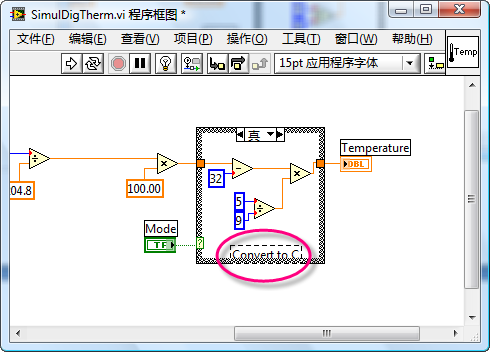 SimulDigTherm.vi 程序框图 *
文件(F) 编辑(E) 查看(V) 项目(P) 操作(O) 工具(T) 窗口(W) 帮助(H)
Temp
15pt 应用程序字体
真
Temperature
DBL
÷
×
32
-
×
04.8
100.00
5
÷
9
Mode
TF
?
Convert to C